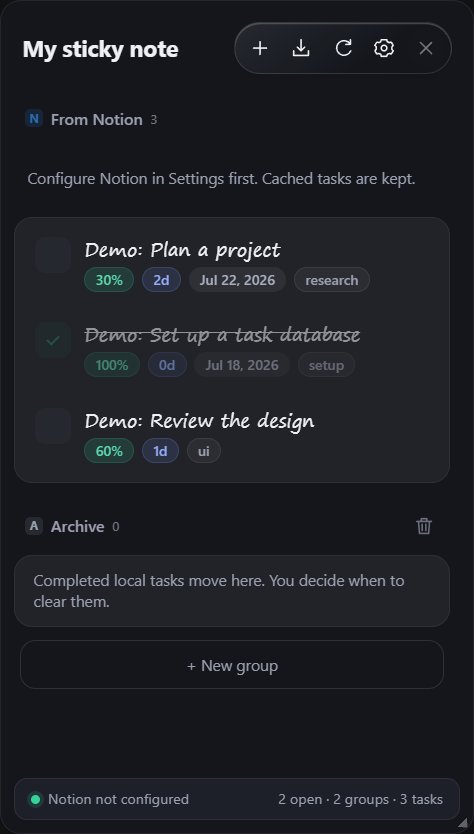 My sticky note
N From Notion 3
Configure Notion in Settings first. Cached tasks are kept.
Demo: Plan a project
30% 2d Jul 22, 2026 research
Demo: Set up a task database
100% 0d Jul 18, 2026 setup
Demo: Review the design
60% 1d ui
A Archive 0
Completed local tasks move here. You decide when to
clear them.
+ New group
Notion not configured 2 open · 2 groups · 3 tasks